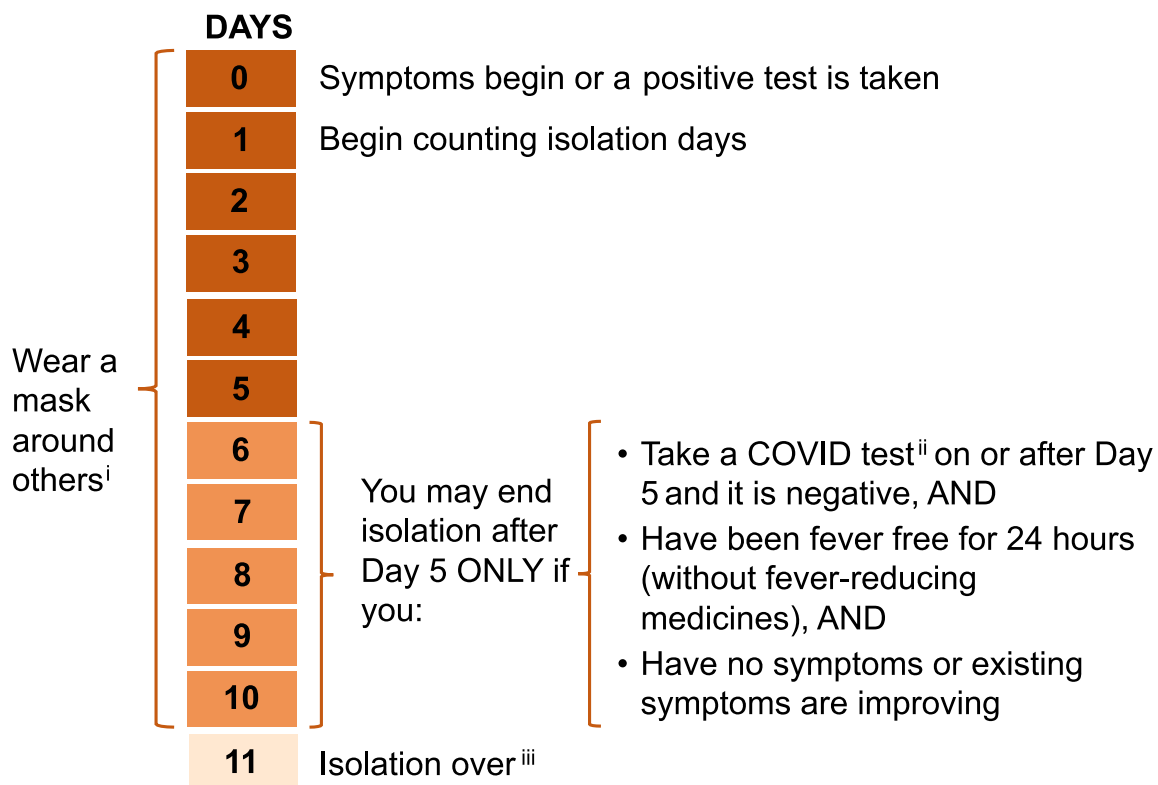 DAYS
0 Symptoms begin or a positive test is taken
1 Begin counting isolation days
2
3
4
5
6
7
8
9
10
11 Isolation over iii
Wear a
mask
around
others i
You may end
isolation after
Day 5 ONLY if
you:
• Take a COVID test ii on or after Day
5 and it is negative, AND
• Have been fever free for 24 hours
(without fever-reducing
medicines), AND
• Have no symptoms or existing
symptoms are improving